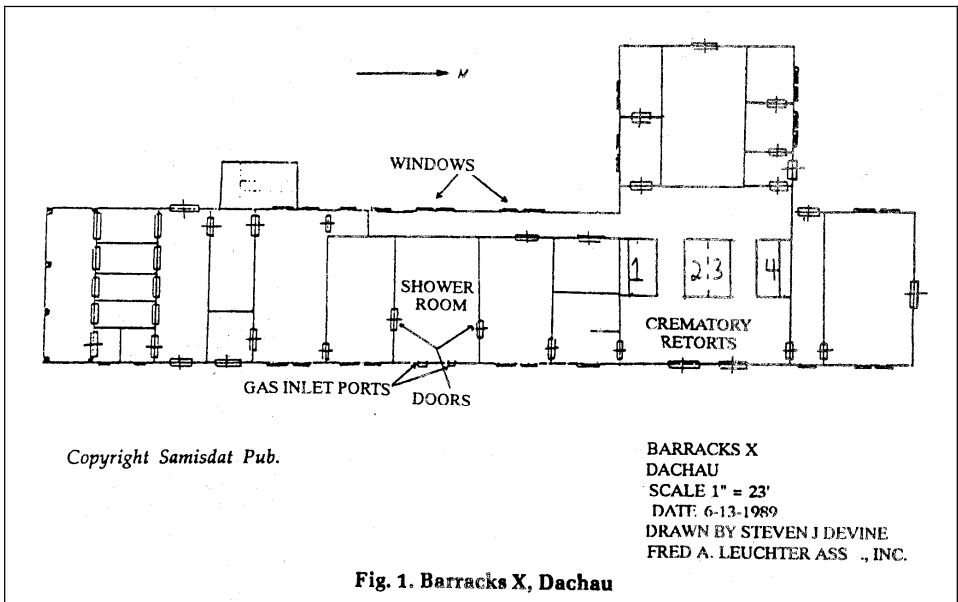 N
WINDOWS
SHOWER
ROOM
1
2
3
4
CREMATORY
RETORTS
GAS INLET PORTS
DOORS
Copyright Samisdat Pub.
BARRACKS X
DACHAU
SCALE 1" = 23'
DATE 6-13-1989
DRAWN BY STEVEN J DEVINE
FRED A. LEUCHTER ASS ., INC.
Fig. 1. Barracks X, Dachau